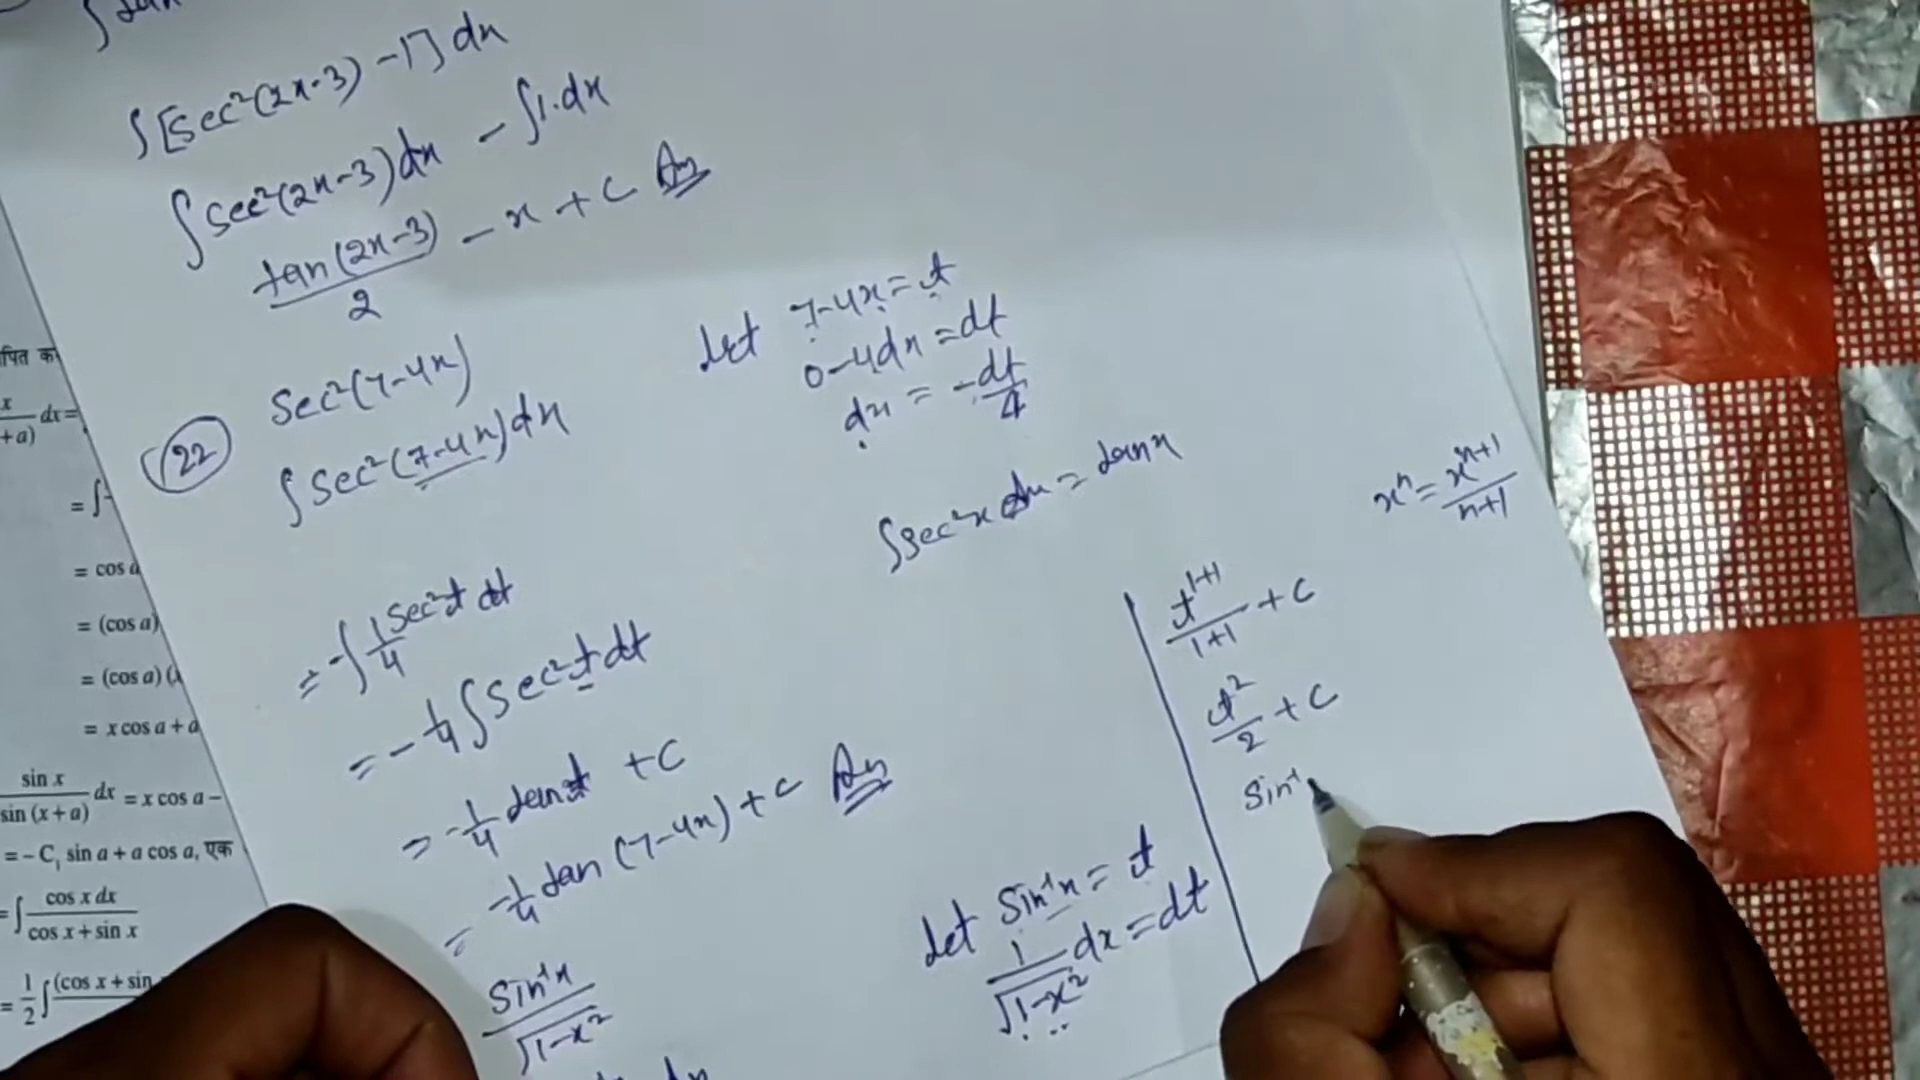 ∫[sec²(2x-3) -1] dx
∫sec²(2x-3)dx - ∫1.dx
tan(2x-3)/2 - x + c Ans
(22) sec²(7-4x)
∫sec²(7-4x)dx
Let 7-4x = t
0-4dx = dt
dx = -dt/4
∫sec²x dx = tanx
xⁿ = xⁿ⁺¹/n+1
= -∫1/4 sec²t dt
= -1/4∫sec²t dt
= -1/4 tant + C
= -1/4 tan(7-4x) + c Ans
sin⁻¹x/√1-x²
Let sin⁻¹x = t
1/√1-x² dx = dt
t¹⁺¹/1+1 + c
t²/2 + c
sin⁻¹
x/+a) dx =
= ∫
= cos a
= (cos a)
= (cos a) (
= x cos a + a
sin x/sin (x + a) dx = x cos a –
= – C₁ sin a + a cos a, एक
= ∫ cos x dx/cos x + sin x
= 1/2 ∫ (cos x + sin